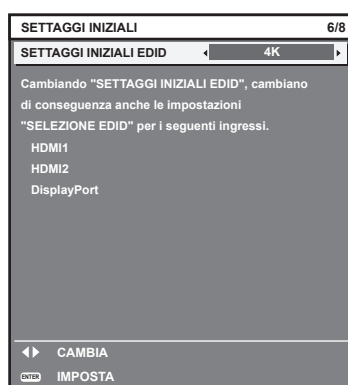 SETTAGGI INIZIALI 6/8
SETTAGGI INIZIALI EDID 4K
Cambiando "SETTAGGI INIZIALI EDID", cambiano
di conseguenza anche le impostazioni
"SELEZIONE EDID" per i seguenti ingressi.
HDMI1
HDMI2
DisplayPort
CAMBIA
ENTER IMPOSTA